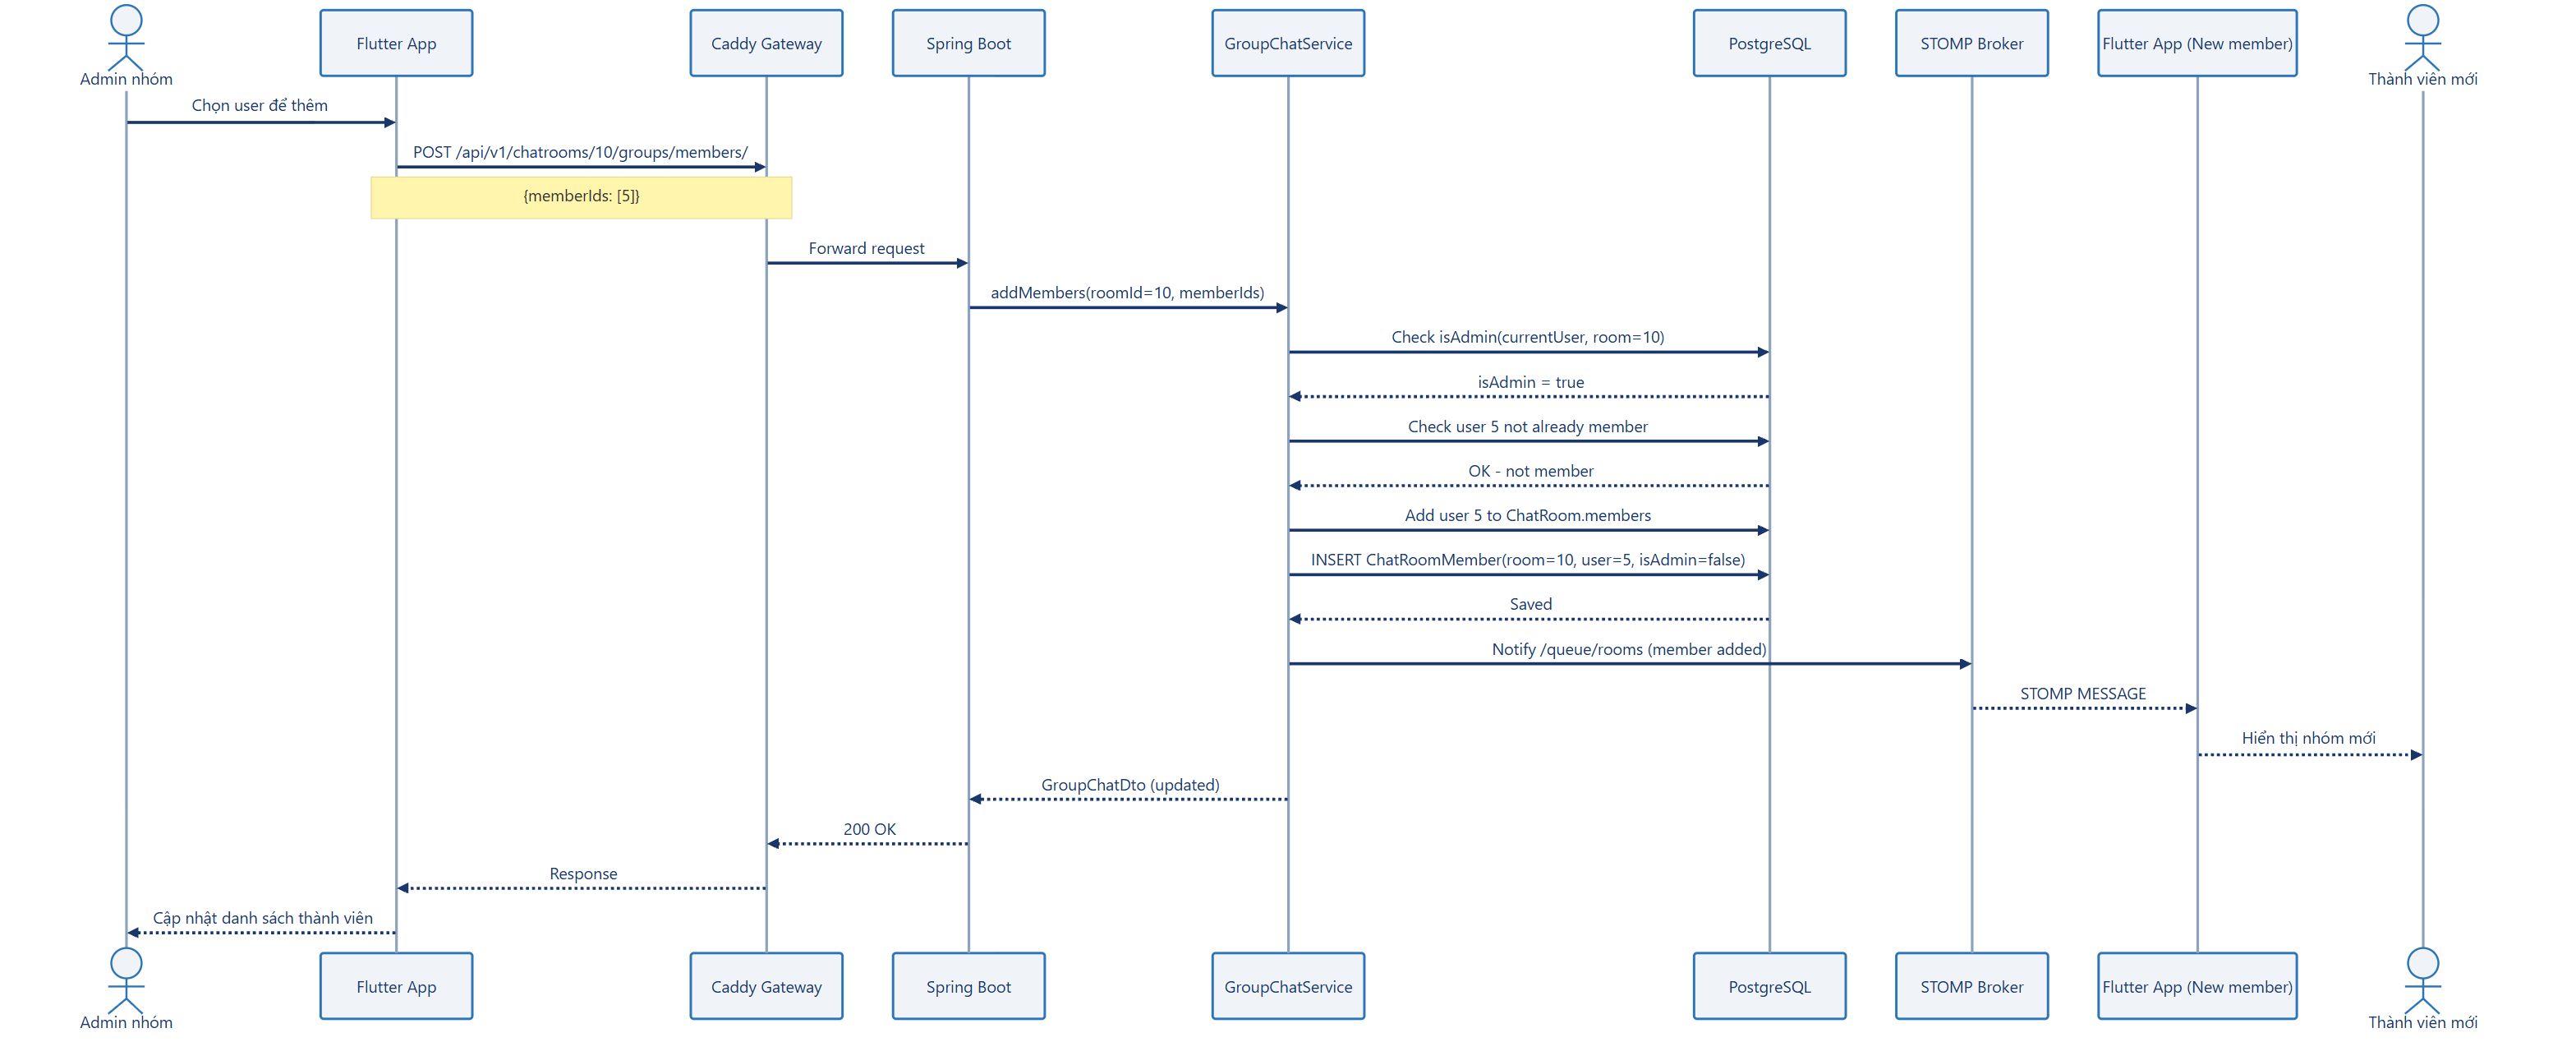 Admin nhóm
Flutter App
Caddy Gateway
Spring Boot
GroupChatService
PostgreSQL
STOMP Broker
Flutter App (New member)
Thành viên mới
Chọn user để thêm
POST /api/v1/chatrooms/10/groups/members/
{memberIds: [5]}
Forward request
addMembers(roomId=10, memberIds)
Check isAdmin(currentUser, room=10)
isAdmin = true
Check user 5 not already member
OK - not member
Add user 5 to ChatRoom.members
INSERT ChatRoomMember(room=10, user=5, isAdmin=false)
Saved
Notify /queue/rooms (member added)
STOMP MESSAGE
Hiển thị nhóm mới
GroupChatDto (updated)
200 OK
Response
Cập nhật danh sách thành viên
Admin nhóm
Flutter App
Caddy Gateway
Spring Boot
GroupChatService
PostgreSQL
STOMP Broker
Flutter App (New member)
Thành viên mới